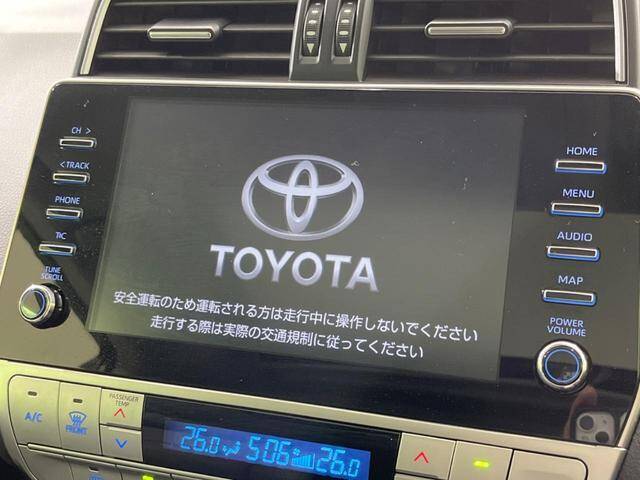 CH >
< TRACK
PHONE
T/C
TUNE
SCROLL
TOYOTA
安全運転のため運転される方は走行中に操作しないでください
走行する際は実際の交通規制に従ってください
HOME
MENU
AUDIO
MAP
POWER
VOLUME
A/C
FRONT
PASSENGER
TEMP
26.0
5:06
26.0